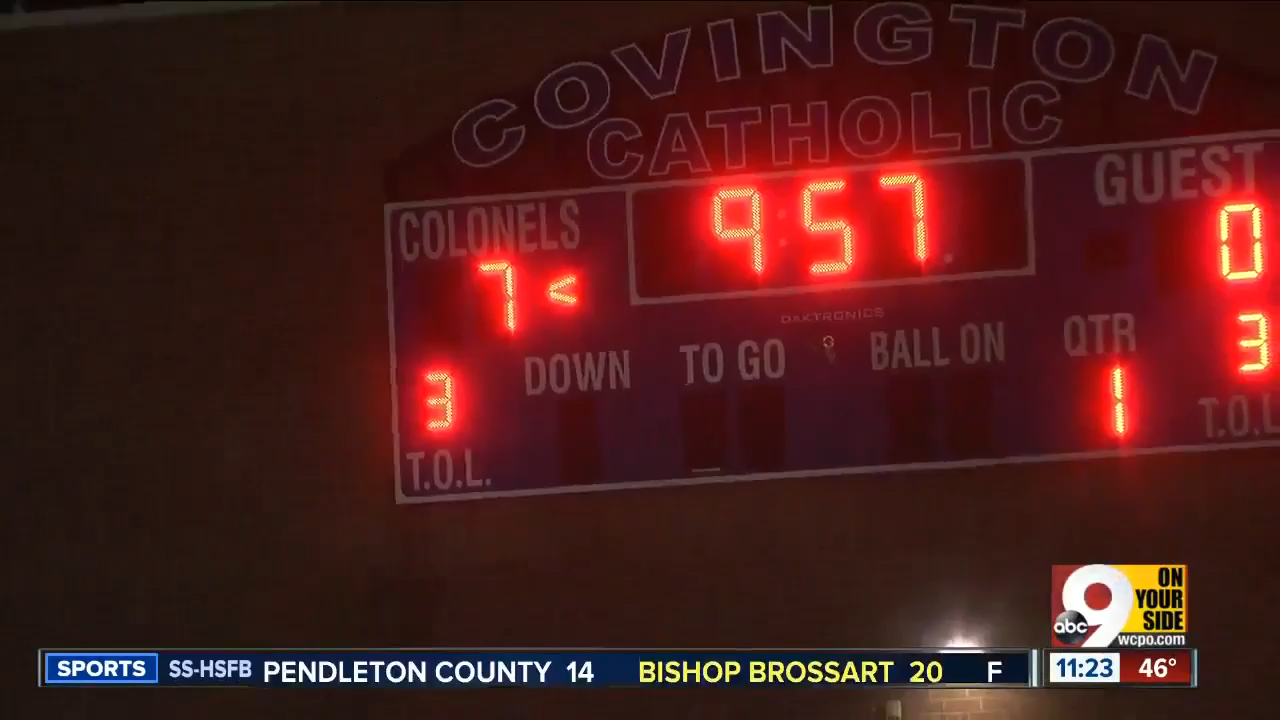 COVINGTON
CATHOLIC
COLONELS
9:57
GUEST
7 <
0
DAKTRONICS
3
DOWN
TO GO
BALL ON
QTR
3
T.O.L.
1
T.O.L
abc 9 ON YOUR SIDE
wcpo.com
SPORTS SS-HSFB PENDLETON COUNTY 14 BISHOP BROSSART 20 F 11:23 46°